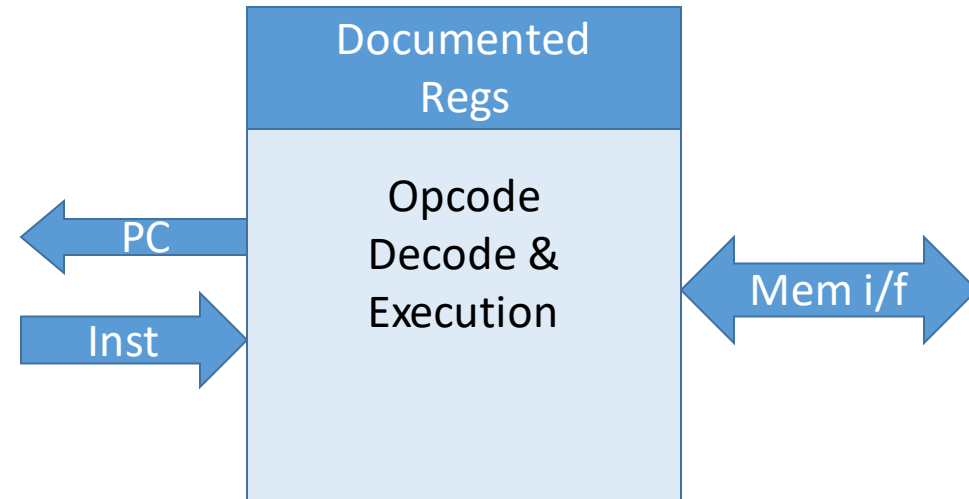 Documented
Regs
Opcode
Decode &
Execution
PC
Inst
Mem i/f